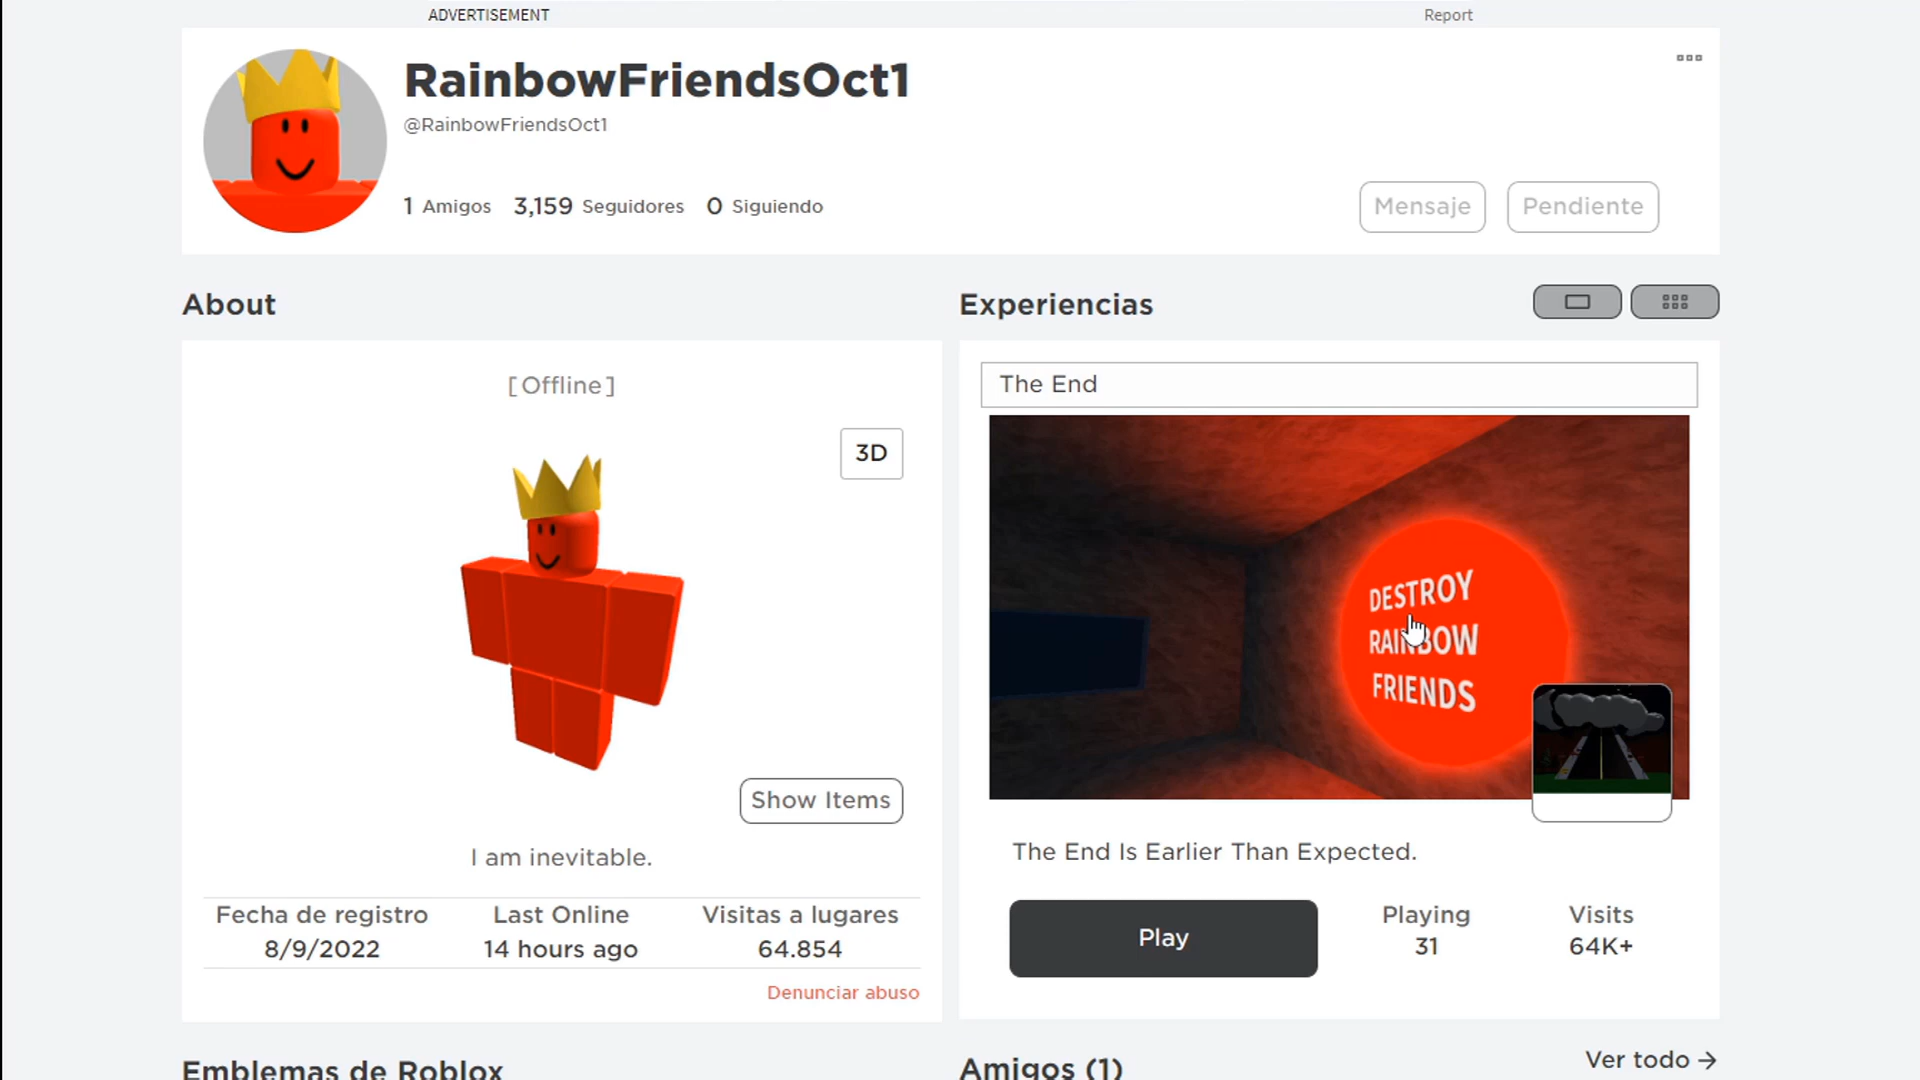 ADVERTISEMENT
Report
RainbowFriendsOct1
@RainbowFriendsOct1
1 Amigos 3,159 Seguidores 0 Siguiendo
Mensaje
Pendiente
About
[Offline]
3D
Show Items
I am inevitable.
Fecha de registro
8/9/2022
Last Online
14 hours ago
Visitas a lugares
64.854
Denunciar abuso
Emblemas de Roblox
Experiencias
The End
DESTROY
RAINBOW
FRIENDS
The End Is Earlier Than Expected.
Play
Playing
31
Visits
64K+
Amigos (1)
Ver todo →